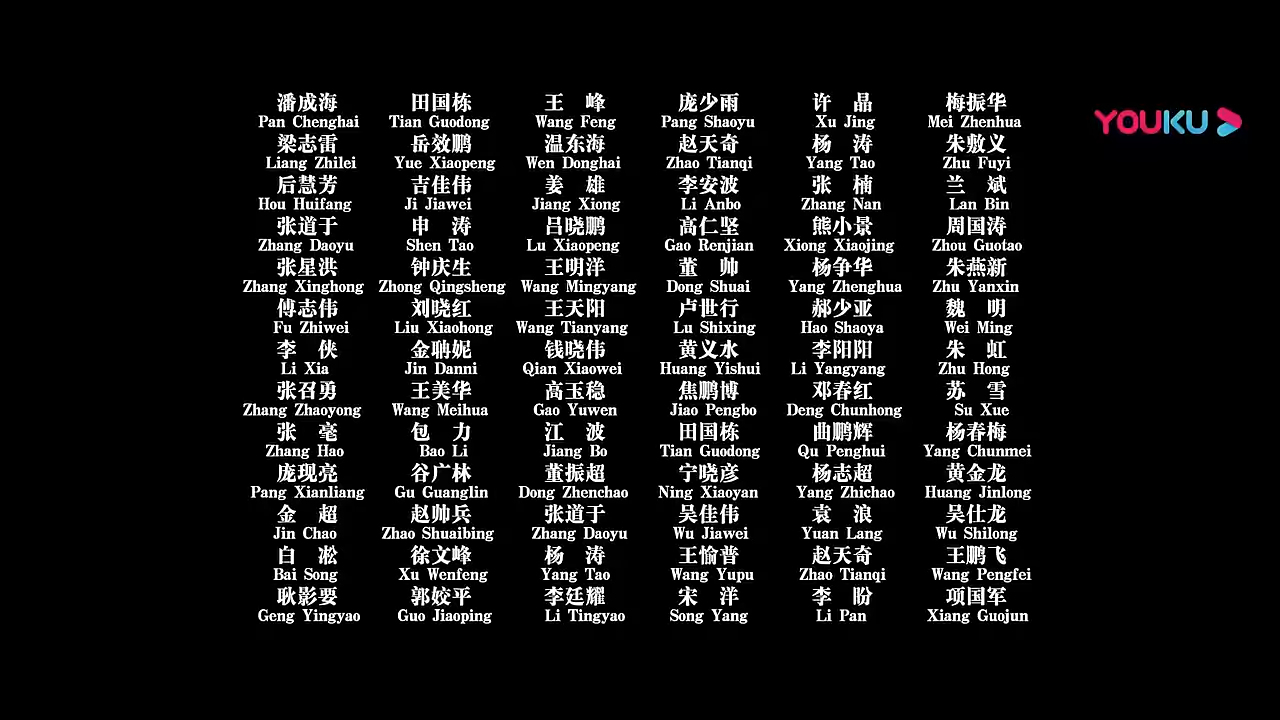 潘成海 田国栋 王 峰 庞少雨 许 晶 梅振华
Pan Chenghai Tian Guodong Wang Feng Pang Shaoyu Xu Jing Mei Zhenhua
YOUKU
梁志雷 岳效鹏 温东海 赵天奇 杨 涛 朱敷义
Liang Zhilei Yue Xiaopeng Wen Donghai Zhao Tianqi Yang Tao Zhu Fuyi
后慧芳 吉佳伟 姜 雄 李安波 张 楠 兰 斌
Hou Huifang Ji Jiawei Jiang Xiong Li Anbo Zhang Nan Lan Bin
张道于 申 涛 吕晓鹏 高仁坚 熊小景 周国涛
Zhang Daoyu Shen Tao Lu Xiaopeng Gao Renjian Xiong Xiaojing Zhou Guotao
张星洪 钟庆生 王明洋 董 帅 杨争华 朱燕新
Zhang Xinghong Zhong Qingsheng Wang Mingyang Dong Shuai Yang Zhenghua Zhu Yanxin
傅志伟 刘晓红 王天阳 卢世行 郝少亚 魏 明
Fu Zhiwei Liu Xiaohong Wang Tianyang Lu Shixing Hao Shaoya Wei Ming
李 侠 金聃妮 钱晓伟 黄义水 李阳阳 朱 虹
Li Xia Jin Danni Qian Xiaowei Huang Yishui Li Yangyang Zhu Hong
张召勇 王美华 高玉稳 焦鹏博 邓春红 苏 雪
Zhang Zhaoyong Wang Meihua Gao Yuwen Jiao Pengbo Deng Chunhong Su Xue
张 毫 包 力 江 波 田国栋 曲鹏辉 杨春梅
Zhang Hao Bao Li Jiang Bo Tian Guodong Qu Penghui Yang Chunmei
庞现亮 谷广林 董振超 宁晓彦 杨志超 黄金龙
Pang Xianliang Gu Guanglin Dong Zhenchao Ning Xiaoyan Yang Zhichao Huang Jinlong
金 超 赵帅兵 张道于 吴佳伟 袁 浪 吴仕龙
Jin Chao Zhao Shuaibing Zhang Daoyu Wu Jiawei Yuan Lang Wu Shilong
白 凇 徐文峰 杨 涛 王愉普 赵天奇 王鹏飞
Bai Song Xu Wenfeng Yang Tao Wang Yupu Zhao Tianqi Wang Pengfei
耿影要 郭姣平 李廷耀 宋 洋 李 盼 项国军
Geng Yingyao Guo Jiaoping Li Tingyao Song Yang Li Pan Xiang Guojun